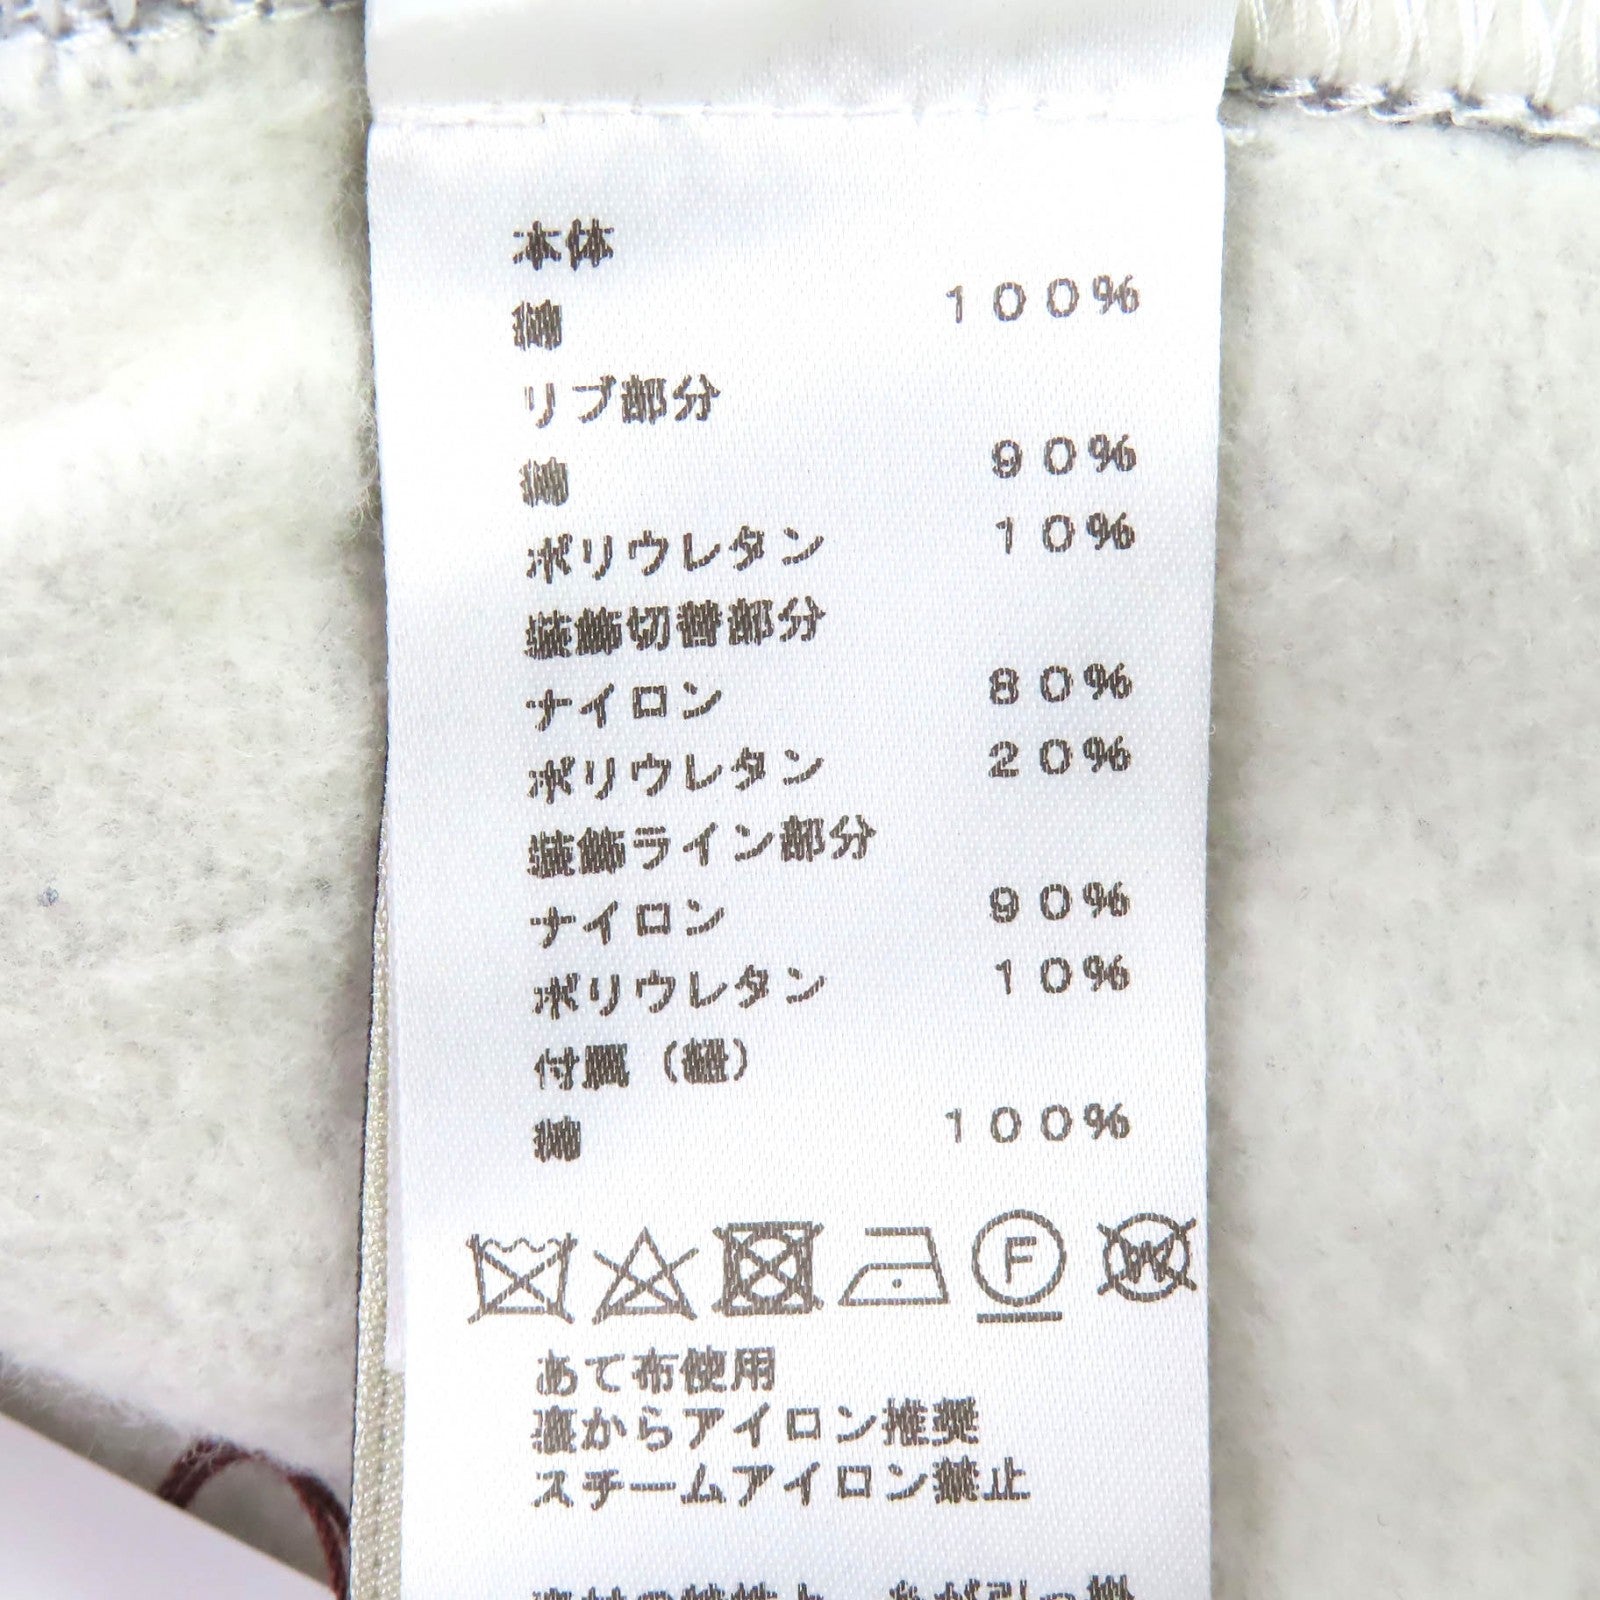 本体
綿 100%
リブ部分
綿 90%
ポリウレタン 10%
装飾切替部分
ナイロン 80%
ポリウレタン 20%
装飾ライン部分
ナイロン 90%
ポリウレタン 10%
付属（紐）
綿 100%
F W
あて布使用
裏からアイロン推奨
スチームアイロン禁止